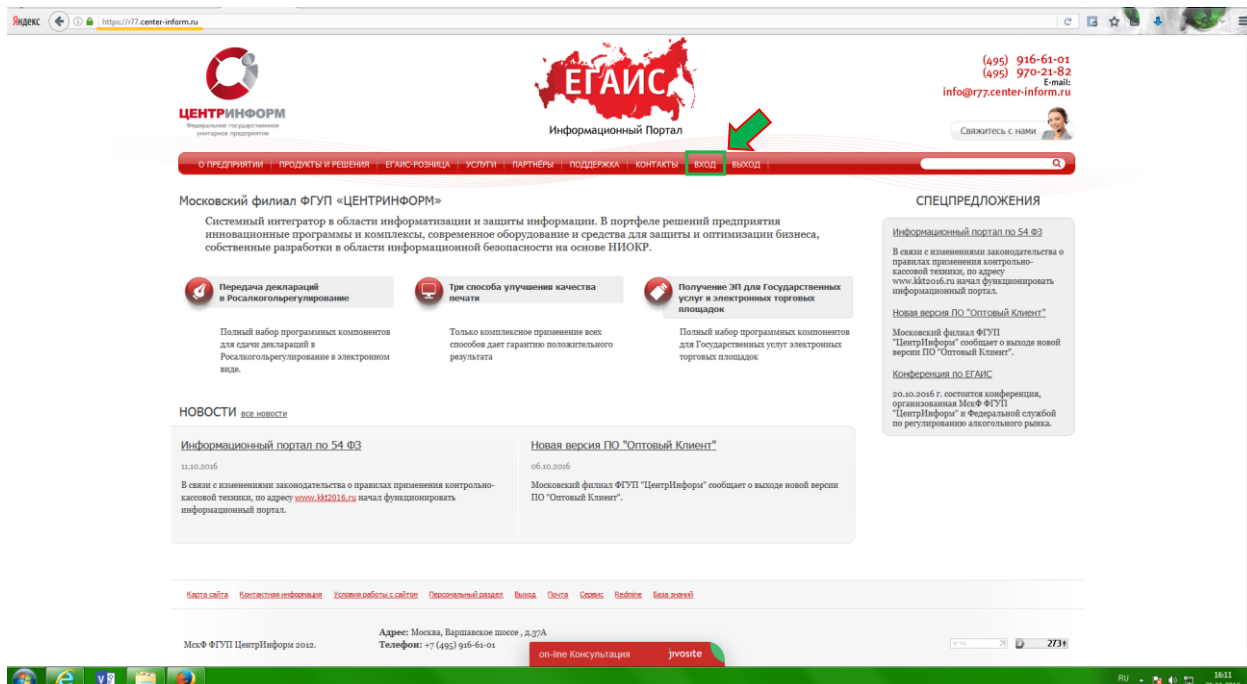 Яндекс https://r77.center-inform.ru
ЦЕНТРИНФОРМ
Федеральное государственное
унитарное предприятие
ЕГАИС
Информационный Портал
(495) 916-61-01
(495) 970-21-82
E-mail:
info@r77.center-inform.ru
Свяжитесь с нами
О ПРЕДПРИЯТИИ ПРОДУКТЫ И РЕШЕНИЯ ЕГАИС-РОЗНИЦА УСЛУГИ ПАРТНЁРЫ ПОДДЕРЖКА КОНТАКТЫ ВХОД ВЫХОД
Московский филиал ФГУП «ЦЕНТРИНФОРМ»
Системный интегратор в области информатизации и защиты информации. В портфеле решений предприятия
инновационные программы и комплексы, современное оборудование и средства для защиты и оптимизации бизнеса,
собственные разработки в области информационной безопасности на основе НИОКР.
Передача деклараций
в Росалкогольрегулирование
Полный набор программных компонентов
для сдачи деклараций в
Росалкогольрегулирование в электронном
виде.
Три способа улучшения качества
печати
Только комплексное применение всех
способов дает гарантию положительного
результата
Получение ЭП для Государственных
услуг и электронных торговых
площадок
Полный набор программных компонентов
для Государственных услуг электронных
торговых площадок
СПЕЦПРЕДЛОЖЕНИЯ
Информационный портал по 54 ФЗ
В связи с изменениями законодательства о
правилах применения контрольно-
кассовой техники, по адресу
www.kkt2016.ru начал функционировать
информационный портал.
Новая версия ПО "Оптовый Клиент"
Московский филиал ФГУП
"ЦентрИнформ" сообщает о выходе новой
версии ПО "Оптовый Клиент".
Конференция по ЕГАИС
20.10.2016 г. состоится конференция,
организованная МскФ ФГУП
"ЦентрИнформ" и Федеральной службой
по регулированию алкогольного рынка.
НОВОСТИ все новости
Информационный портал по 54 ФЗ
11.10.2016
В связи с изменениями законодательства о правилах применения контрольно-
кассовой техники, по адресу www.kkt2016.ru начал функционировать
информационный портал.
Новая версия ПО "Оптовый Клиент"
06.10.2016
Московский филиал ФГУП "ЦентрИнформ" сообщает о выходе новой версии
ПО "Оптовый Клиент".
Карта сайта Контактная информация Условия работы с сайтом Персональный раздел Выход Почта Сервис Redmine База знаний
МскФ ФГУП ЦентрИнформ 2012.
Адрес: Москва, Варшавское шоссе , д.37А
Телефон: +7 (495) 916-61-01
on-line Консультация jivosite
273
RU 16:11